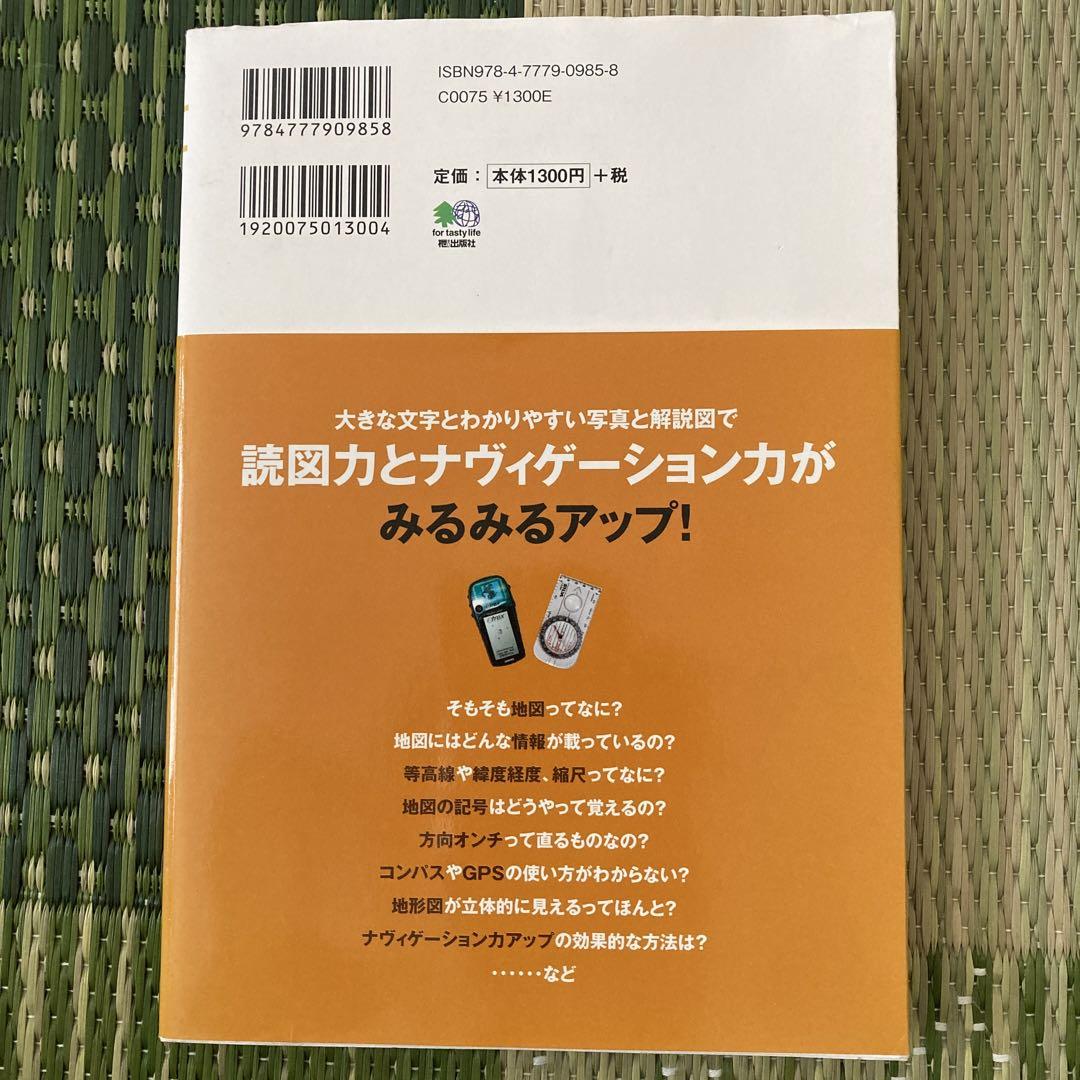 ISBN978-4-7779-0985-8
C0075 ¥1300E
9784777909858
定価：本体1300円＋税
1920075013004
for tasty life
枻出版社
大きな文字とわかりやすい写真と解説図で
読図力とナヴィゲーション力が
みるみるアップ！
そもそも地図ってなに？
地図にはどんな情報が載っているの？
等高線や緯度経度、縮尺ってなに？
地図の記号はどうやって覚えるの？
方向オンチって直るものなの？
コンパスやGPSの使い方がわからない？
地形図が立体的に見えるってほんと？
ナヴィゲーション力アップの効果的な方法は？
……など